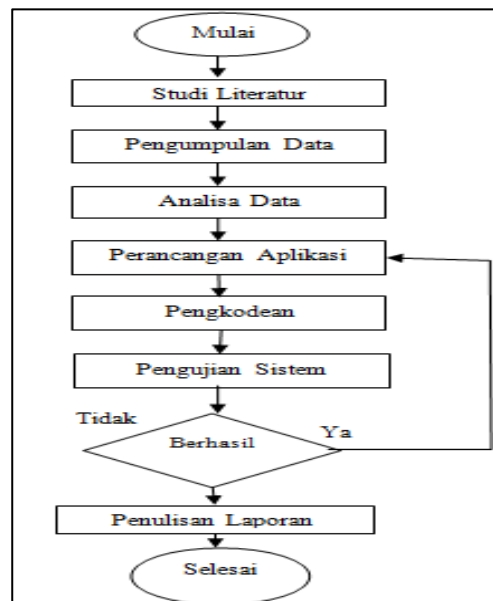 Mulai
Studi Literatur
Pengumpulan Data
Analisa Data
Perancangan Aplikasi
Pengkodean
Pengujian Sistem
Tidak
Berhasil
Ya
Penulisan Laporan
Selesai